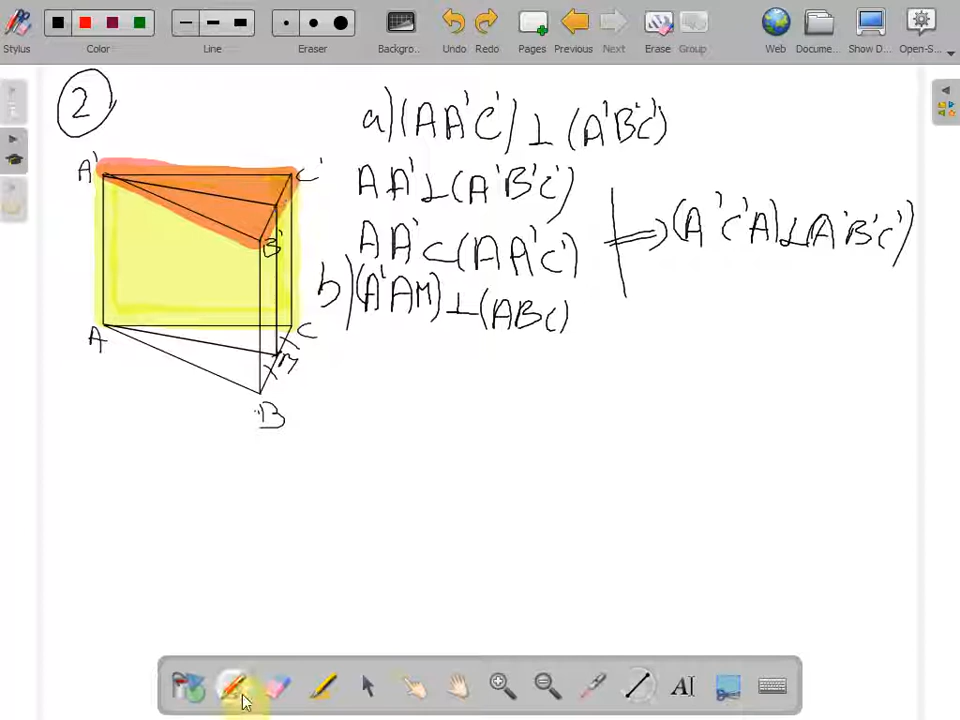 Stylus
Color
Line
Eraser
Backgro...
Undo
Redo
Pages
Previous
Next
Erase
Group
Web
Docume...
Show D...
Open-S...
2
a) (AA'C') ⊥ (A'B'C')
AA' ⊥ (A'B'C')
AA' ⊂ (AA'C') ⟹ (A'C'A) ⊥ (A'B'C')
b) (A'AM) ⊥ (ABC)
A'
C'
B'
A
C
M
B
AI